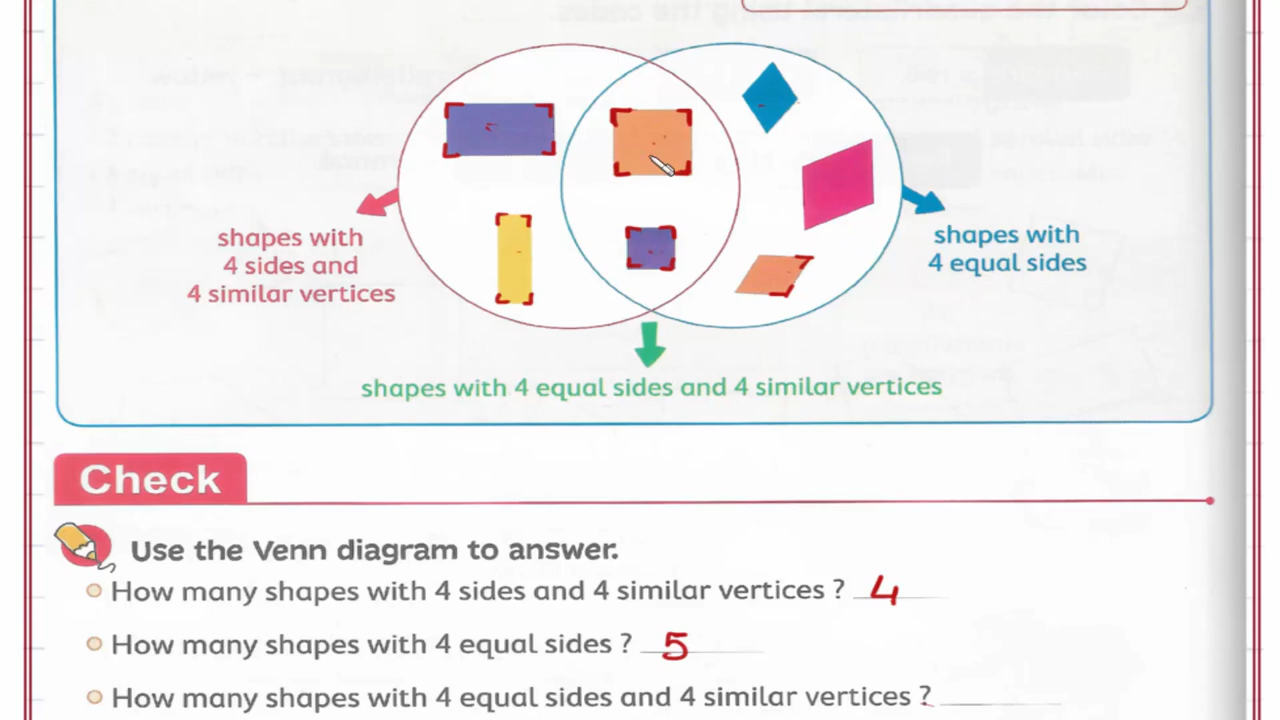 shapes with
4 sides and
4 similar vertices
shapes with
4 equal sides
shapes with 4 equal sides and 4 similar vertices
Check
Use the Venn diagram to answer.
How many shapes with 4 sides and 4 similar vertices ? 4
How many shapes with 4 equal sides ? 5
How many shapes with 4 equal sides and 4 similar vertices ?